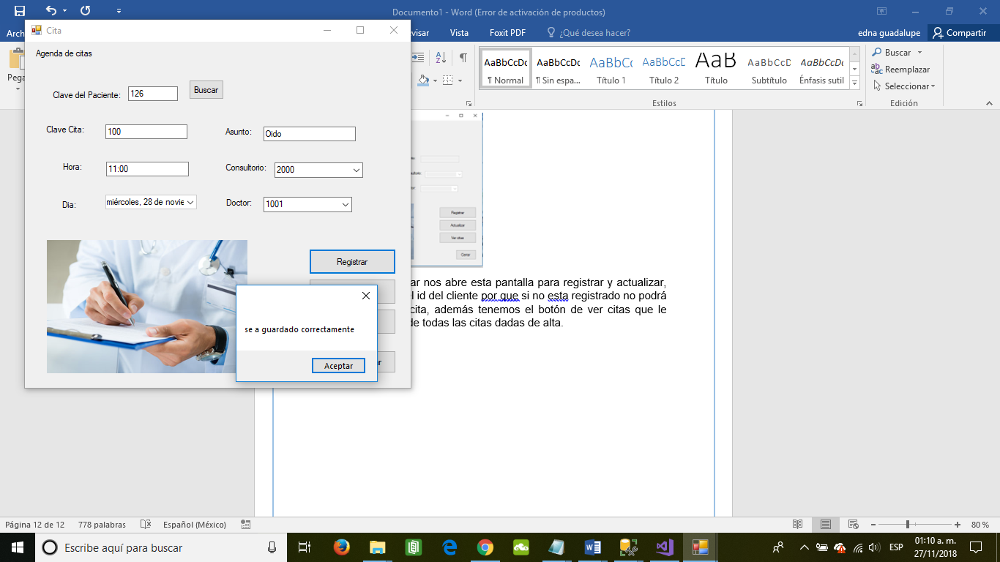 Documento1 - Word (Error de activación de productos)
Arch
evisar
Vista
Foxit PDF
¿Qué desea hacer?
edna guadalupe
Compartir
Pega
AaBbCcDc
¶ Normal
AaBbCcDc
¶ Sin espa...
AaBbCc
Título 1
AaBbCcD
Título 2
AaB
Título
AaBbCcD
Subtítulo
AaBbCcDc
Énfasis sutil
Estilos
Buscar
Reemplazar
Seleccionar
Edición
Cita
Agenda de citas
Clave del Paciente: 126
Buscar
Clave Cita: 100
Asunto: Oido
Hora: 11:00
Consultorio: 2000
Dia: miércoles, 28 de novie
Doctor: 1001
Registrar
se a guardado correctamente
Aceptar
ar
Registrar
Actualizar
Ver citas
Cerrar
ar nos abre esta pantalla para registrar y actualizar,
l id del cliente por que si no esta registrado no podrá
cita, además tenemos el botón de ver citas que le
de todas las citas dadas de alta.
Página 12 de 12
778 palabras
Español (México)
80 %
Escribe aquí para buscar
ESP
01:10 a. m.
27/11/2018